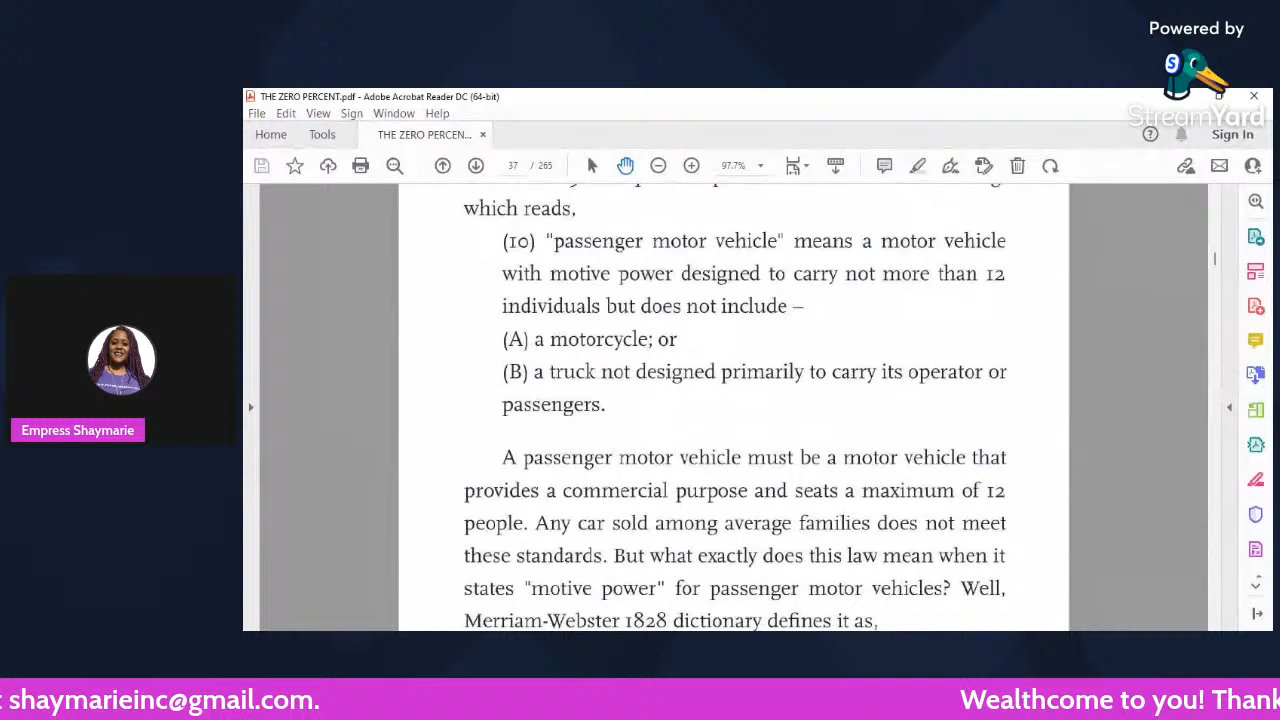 Powered by
StreamYard
THE ZERO PERCENT.pdf - Adobe Acrobat Reader DC (64-bit)
File Edit View Sign Window Help
Home Tools THE ZERO PERCEN... ×
Sign In
37 / 265 97.7%
which reads,
(10) "passenger motor vehicle" means a motor vehicle
with motive power designed to carry not more than 12
individuals but does not include –
(A) a motorcycle; or
(B) a truck not designed primarily to carry its operator or
passengers.
A passenger motor vehicle must be a motor vehicle that
provides a commercial purpose and seats a maximum of 12
people. Any car sold among average families does not meet
these standards. But what exactly does this law mean when it
states "motive power" for passenger motor vehicles? Well,
Merriam-Webster 1828 dictionary defines it as,
Empress Shaymarie
shaymarieinc@gmail.com.
Wealthcome to you! Thank